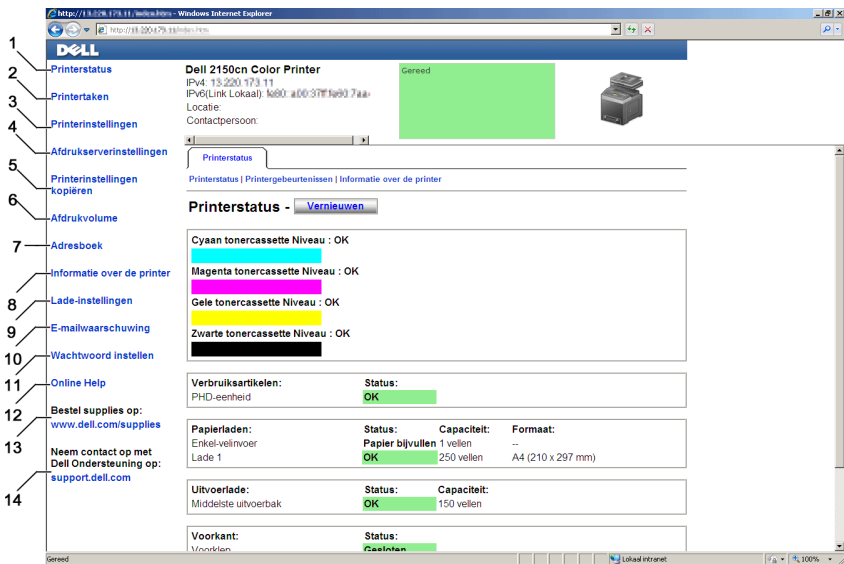 http:// - Windows Internet Explorer
http://
DELL
1
2
3
4
5
6
7
8
9
10
11
12
13
14
Printerstatus
Printertaken
Printerinstellingen
Afdrukserverinstellingen
Printerinstellingen
kopiëren
Afdrukvolume
Adresboek
Informatie over de printer
Lade-instellingen
E-mailwaarschuwing
Wachtwoord instellen
Online Help
Bestel supplies op:
www.dell.com/supplies
Neem contact op met
Dell Ondersteuning op:
support.dell.com
Dell 2150cn Color Printer
IPv4:
IPv6(Link Lokaal):
Locatie:
Contactpersoon:
Gereed
Printerstatus
Printerstatus | Printergebeurtenissen | Informatie over de printer
Printerstatus - Vernieuwen
Cyaan tonercassette Niveau : OK
Magenta tonercassette Niveau : OK
Gele tonercassette Niveau : OK
Zwarte tonercassette Niveau : OK
Verbruiksartikelen: Status:
PHD-eenheid OK
Papierladen: Status: Capaciteit: Formaat:
Enkel-velinvoer Papier bijvullen 1 vellen --
Lade 1 OK 250 vellen A4 (210 x 297 mm)
Uitvoerlade: Status: Capaciteit:
Middelste uitvoerbak OK 150 vellen
Voorkant: Status:
Voorklep Gesloten
Gereed Lokaal intranet 100%